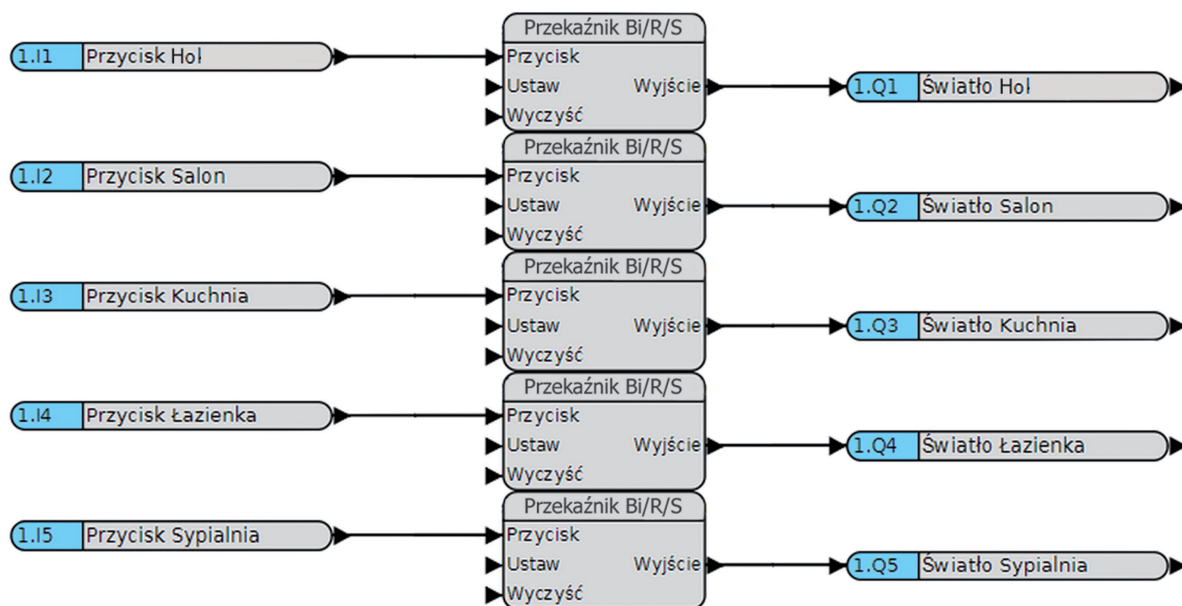 Przekaźnik Bi/R/S
1.I1 Przycisk Hol
Przycisk
Ustaw Wyjście
Wyczyść
1.Q1 Światło Hol
Przekaźnik Bi/R/S
1.I2 Przycisk Salon
Przycisk
Ustaw Wyjście
Wyczyść
1.Q2 Światło Salon
Przekaźnik Bi/R/S
1.I3 Przycisk Kuchnia
Przycisk
Ustaw Wyjście
Wyczyść
1.Q3 Światło Kuchnia
Przekaźnik Bi/R/S
1.I4 Przycisk Łazienka
Przycisk
Ustaw Wyjście
Wyczyść
1.Q4 Światło Łazienka
Przekaźnik Bi/R/S
1.I5 Przycisk Sypialnia
Przycisk
Ustaw Wyjście
Wyczyść
1.Q5 Światło Sypialnia